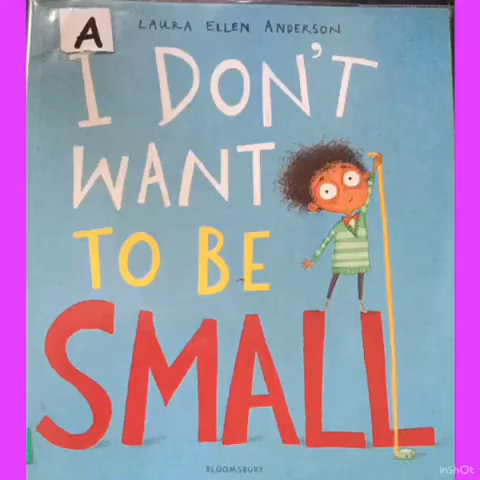 A
LAURA ELLEN ANDERSON
I DON'T
WANT
TO BE
SMALL
BLOOMSBURY
InShOt